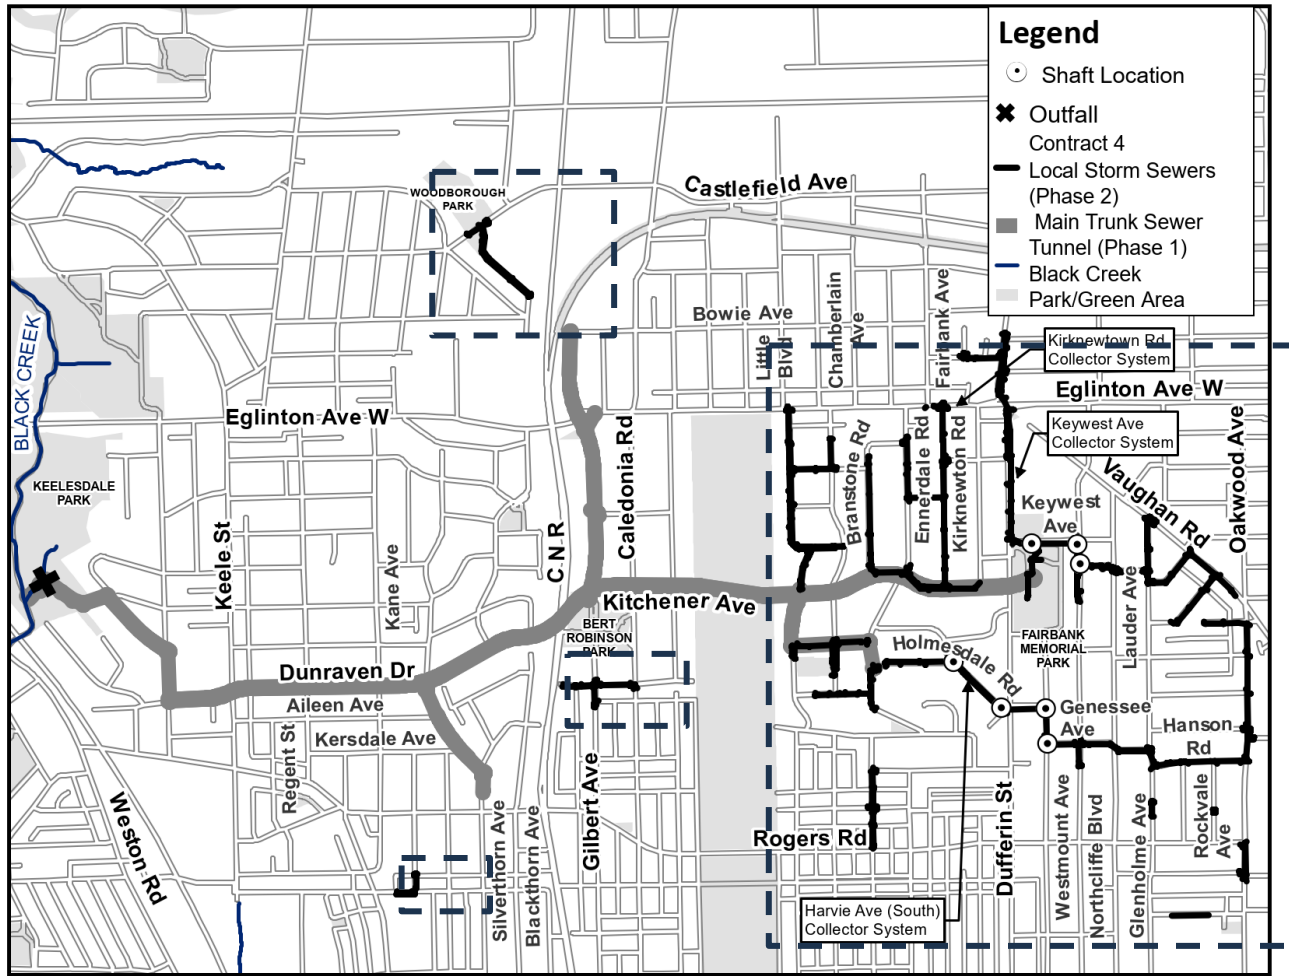 Legend
Shaft Location
Outfall
Contract 4
Local Storm Sewers
(Phase 2)
Main Trunk Sewer
Tunnel (Phase 1)
Black Creek
Park/Green Area
WOODBOROUGH
PARK
Castlefield Ave
Bowie Ave
Little
Blvd
Chamberlain
Ave
Fairbank Ave
Kirknewtown Rd
Collector System
Eglinton Ave W
Eglinton Ave W
BLACK CREEK
Keywest Ave
Collector System
KEELESDALE
PARK
Keele St
Kane Ave
C N R
Caledonia Rd
Branstone Rd
Ennerdale Rd
Kirknewton Rd
Keywest
Ave
Vaughan Rd
Oakwood Ave
Kitchener Ave
BERT
ROBINSON
PARK
Dunraven Dr
Aileen Ave
Kersdale Ave
Regent St
Holmesdale Rd
FAIRBANK
MEMORIAL
PARK
Lauder Ave
Genessee
Ave
Hanson
Rd
Weston Rd
Silverthorn Ave
Blackthorn Ave
Gilbert Ave
Rogers Rd
Dufferin St
Westmount Ave
Northcliffe Blvd
Glenholme Ave
Rockvale
Ave
Harvie Ave (South)
Collector System